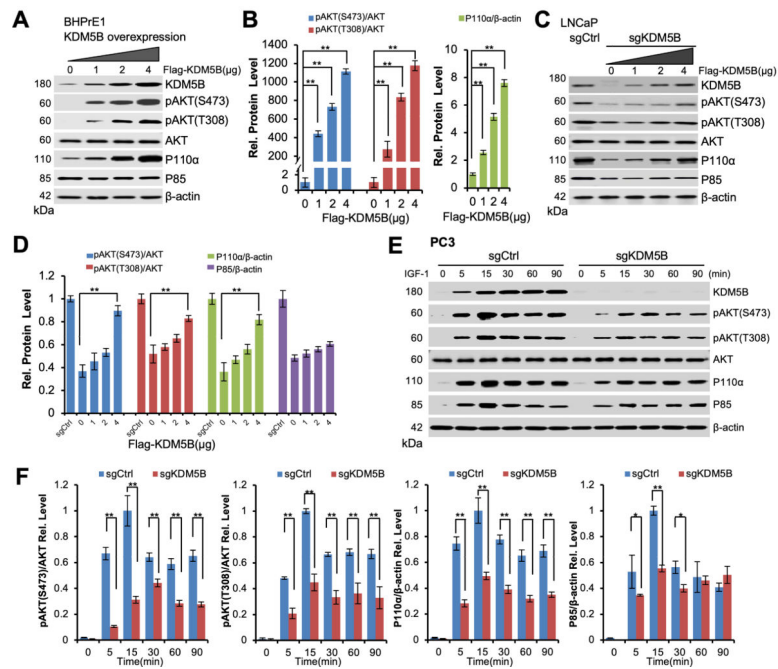 A
BHPrE1
KDM5B overexpression
0 1 2 4 Flag-KDM5B(μg)
180 KDM5B
60 pAKT(S473)
60 pAKT(T308)
60 AKT
110 P110α
85 P85
42 β-actin
kDa
B
pAKT(S473)/AKT
pAKT(T308)/AKT
P110α/β-actin
Rel. Protein Level
1400
1200
1000
800
600
400
200
2
0
** ** ** ** ** **
0 1 2 4 0 1 2 4
Flag-KDM5B(μg)
Rel. Protein Level
10
8
6
4
2
0
** ** **
0 1 2 4
Flag-KDM5B(μg)
C
LNCaP
sgCtrl sgKDM5B
0 0 1 2 4 Flag-KDM5B(μg)
180 KDM5B
60 pAKT(S473)
60 pAKT(T308)
60 AKT
110 P110α
85 P85
42 β-actin
kDa
D
pAKT(S473)/AKT
pAKT(T308)/AKT
P110α/β-actin
P85/β-actin
Rel. Protein Level
1.2
1
0.8
0.6
0.4
0.2
0
** ** **
sgCtrl 0 1 2 4 sgCtrl 0 1 2 4 sgCtrl 0 1 2 4 sgCtrl 0 1 2 4
Flag-KDM5B(μg)
E
PC3
sgCtrl sgKDM5B
IGF-1 0 5 15 30 60 90 0 5 15 30 60 90 (min)
180 KDM5B
60 pAKT(S473)
60 pAKT(T308)
60 AKT
110 P110α
85 P85
42 β-actin
kDa
F
sgCtrl sgKDM5B
pAKT(S473)/AKT Rel. Level
1.2
1
0.8
0.6
0.4
0.2
0
** ** ** ** **
0 5 15 30 60 90
Time(min)
sgCtrl sgKDM5B
pAKT(T308)/AKT Rel. Level
1.2
1
0.8
0.6
0.4
0.2
0
** ** ** ** **
0 5 15 30 60 90
Time(min)
sgCtrl sgKDM5B
P110α/β-actin Rel. Level
1.2
1
0.8
0.6
0.4
0.2
0
** ** ** ** **
0 5 15 30 60 90
Time(min)
sgCtrl sgKDM5B
P85/β-actin Rel. Level
1.2
1
0.8
0.6
0.4
0.2
0
* ** *
0 5 15 30 60 90
Time(min)